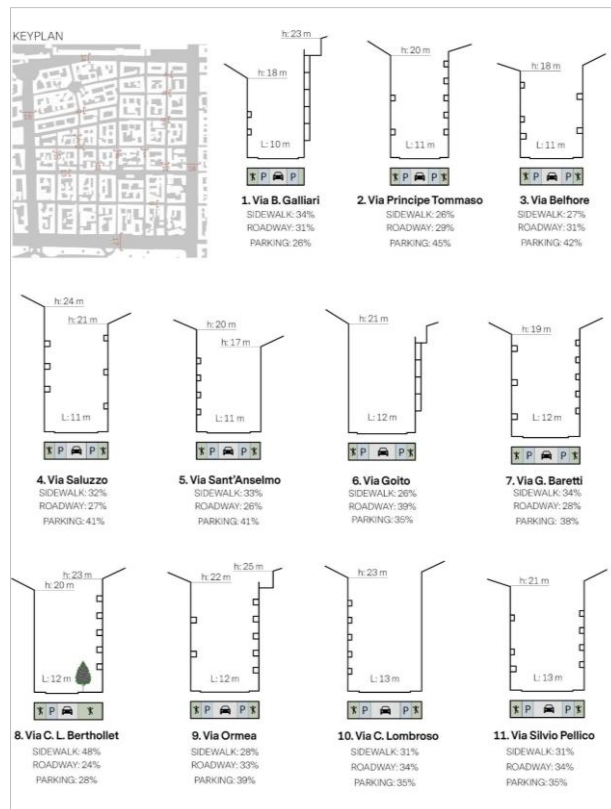 KEYPLAN
h: 23 m
h: 18 m
L: 10 m
P P
1. Via B. Galliari
SIDEWALK: 34%
ROADWAY: 31%
PARKING: 26%
h: 20 m
L: 11 m
P P
2. Via Principe Tommaso
SIDEWALK: 26%
ROADWAY: 29%
PARKING: 45%
h: 18 m
L: 11 m
P P
3. Via Belfiore
SIDEWALK: 27%
ROADWAY: 31%
PARKING: 42%
h: 24 m
h: 21 m
L: 11 m
P P
4. Via Saluzzo
SIDEWALK: 32%
ROADWAY: 27%
PARKING: 41%
h: 20 m
h: 17 m
L: 11 m
P P
5. Via Sant'Anselmo
SIDEWALK: 33%
ROADWAY: 26%
PARKING: 41%
h: 21 m
L: 12 m
P P
6. Via Goito
SIDEWALK: 26%
ROADWAY: 39%
PARKING: 35%
h: 19 m
L: 12 m
P P
7. Via G. Baretti
SIDEWALK: 34%
ROADWAY: 28%
PARKING: 38%
h: 23 m
h: 20 m
L: 12 m
P
8. Via C. L. Berthollet
SIDEWALK: 48%
ROADWAY: 24%
PARKING: 28%
h: 25 m
h: 22 m
L: 12 m
P P
9. Via Ormea
SIDEWALK: 28%
ROADWAY: 33%
PARKING: 39%
h: 23 m
L: 13 m
P P
10. Via C. Lombroso
SIDEWALK: 31%
ROADWAY: 34%
PARKING: 35%
h: 21 m
L: 13 m
P P
11. Via Silvio Pellico
SIDEWALK: 31%
ROADWAY: 34%
PARKING: 35%